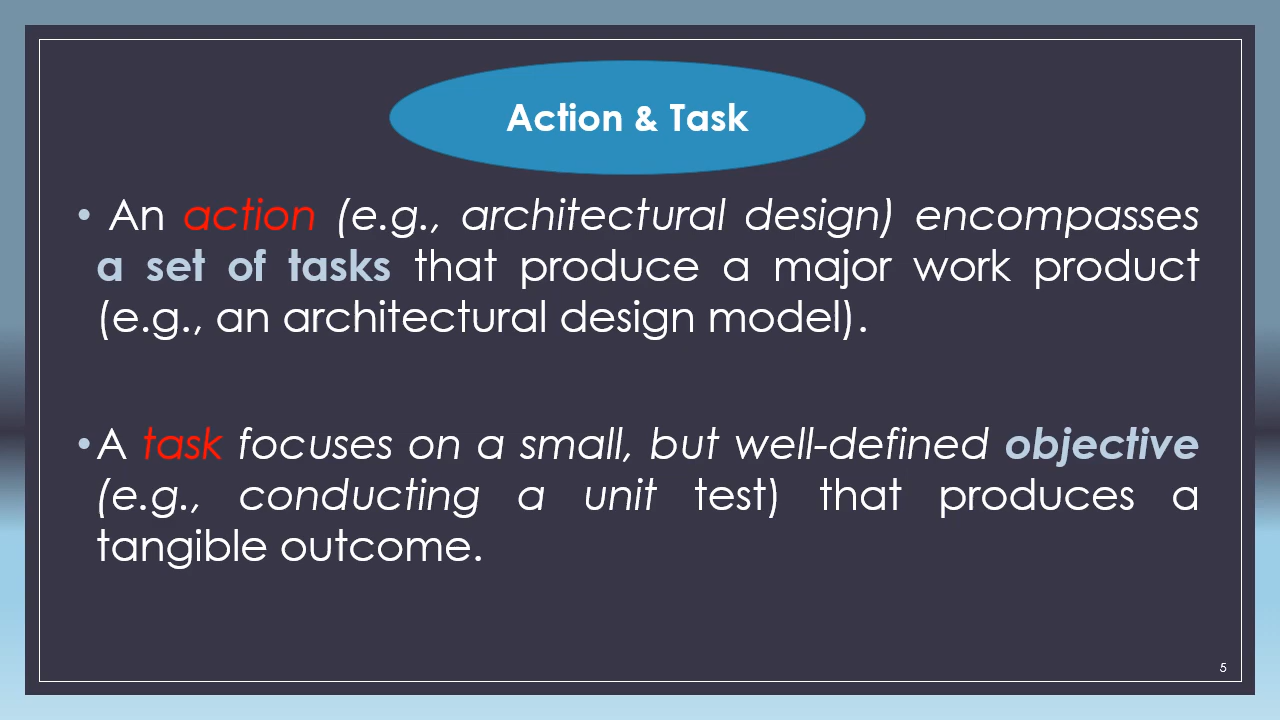 Action & Task
• An action (e.g., architectural design) encompasses
a set of tasks that produce a major work product
(e.g., an architectural design model).
• A task focuses on a small, but well-defined objective
(e.g., conducting a unit test) that produces a
tangible outcome.
5